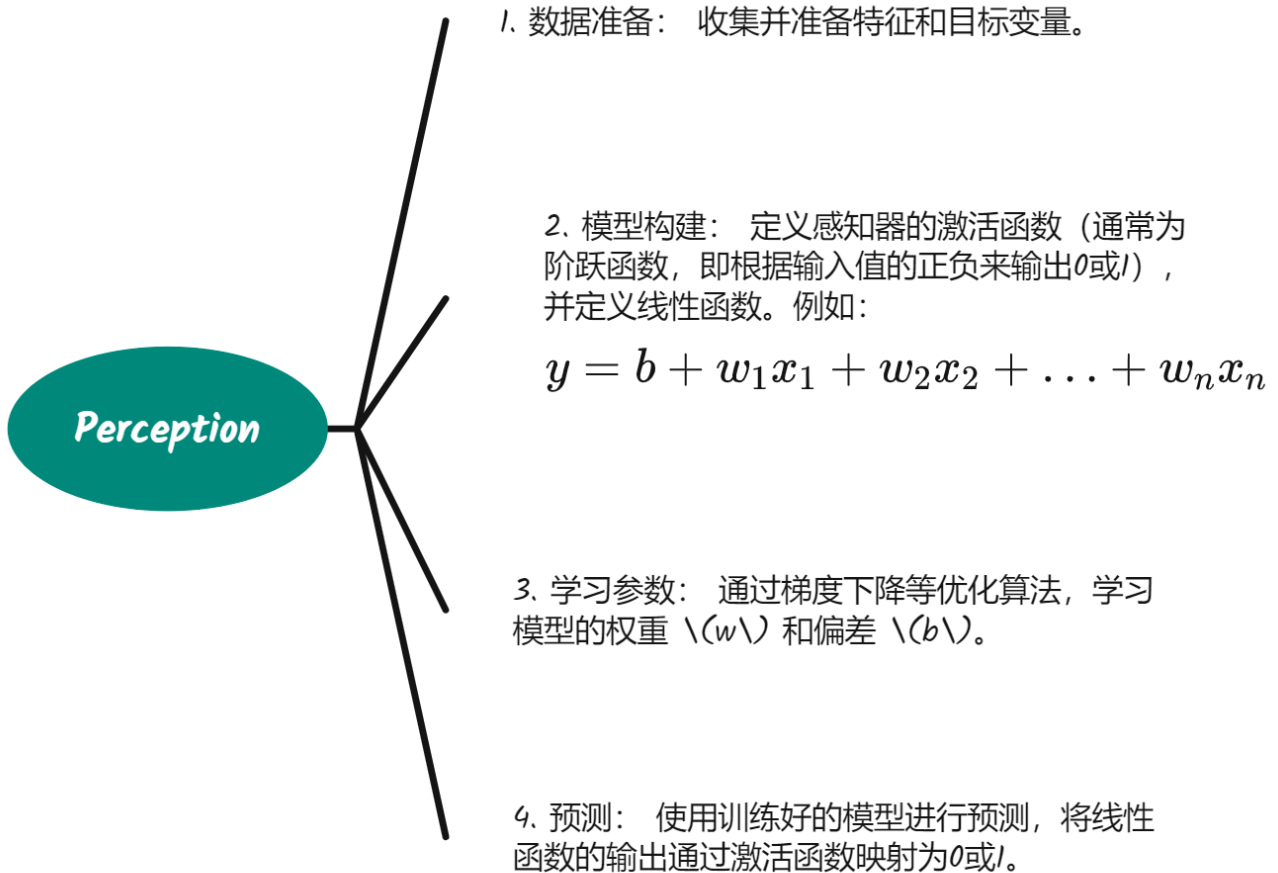 1. 数据准备： 收集并准备特征和目标变量。
2. 模型构建： 定义感知器的激活函数（通常为
阶跃函数，即根据输入值的正负来输出0或1），
并定义线性函数。例如：
y = b + w₁x₁ + w₂x₂ + ... + wₙxₙ
Perception
3. 学习参数： 通过梯度下降等优化算法，学习
模型的权重 \(w\) 和偏差 \(b\)。
4. 预测： 使用训练好的模型进行预测，将线性
函数的输出通过激活函数映射为0或1。